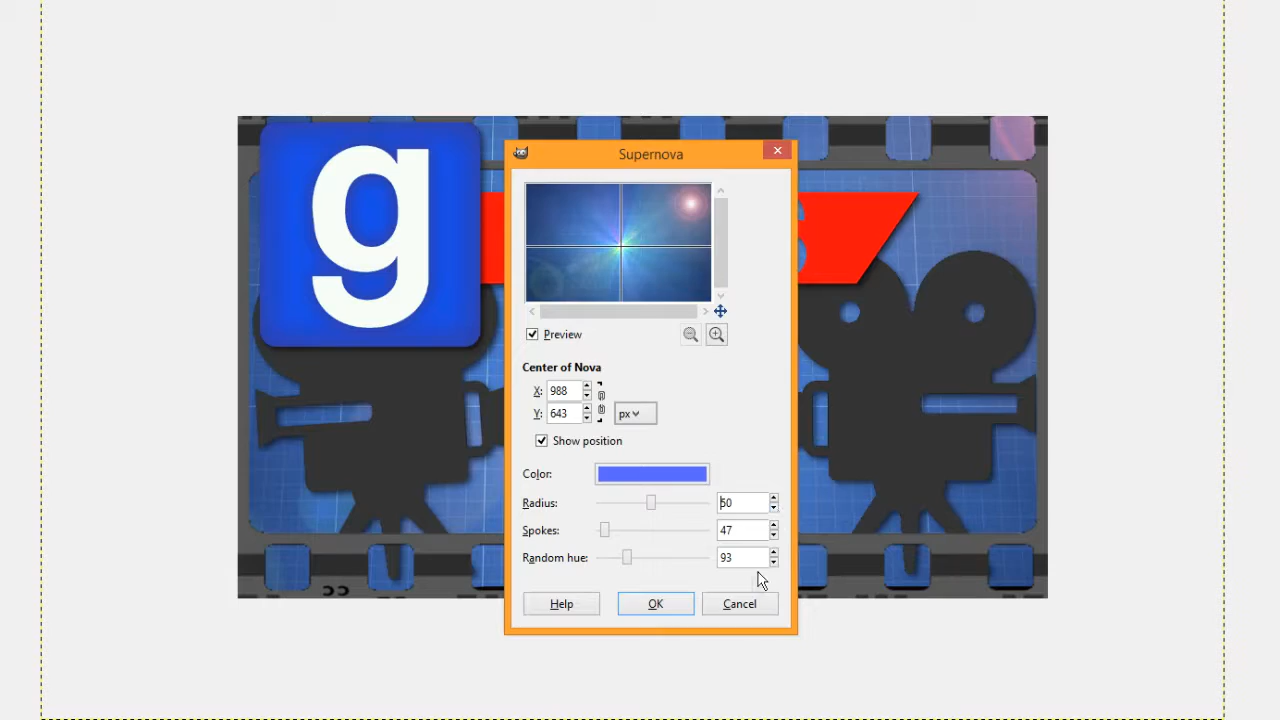 g
S
Supernova
Preview
Center of Nova
X: 988
Y: 643
px
Show position
Color:
Radius: 50
Spokes: 47
Random hue: 93
Help OK Cancel